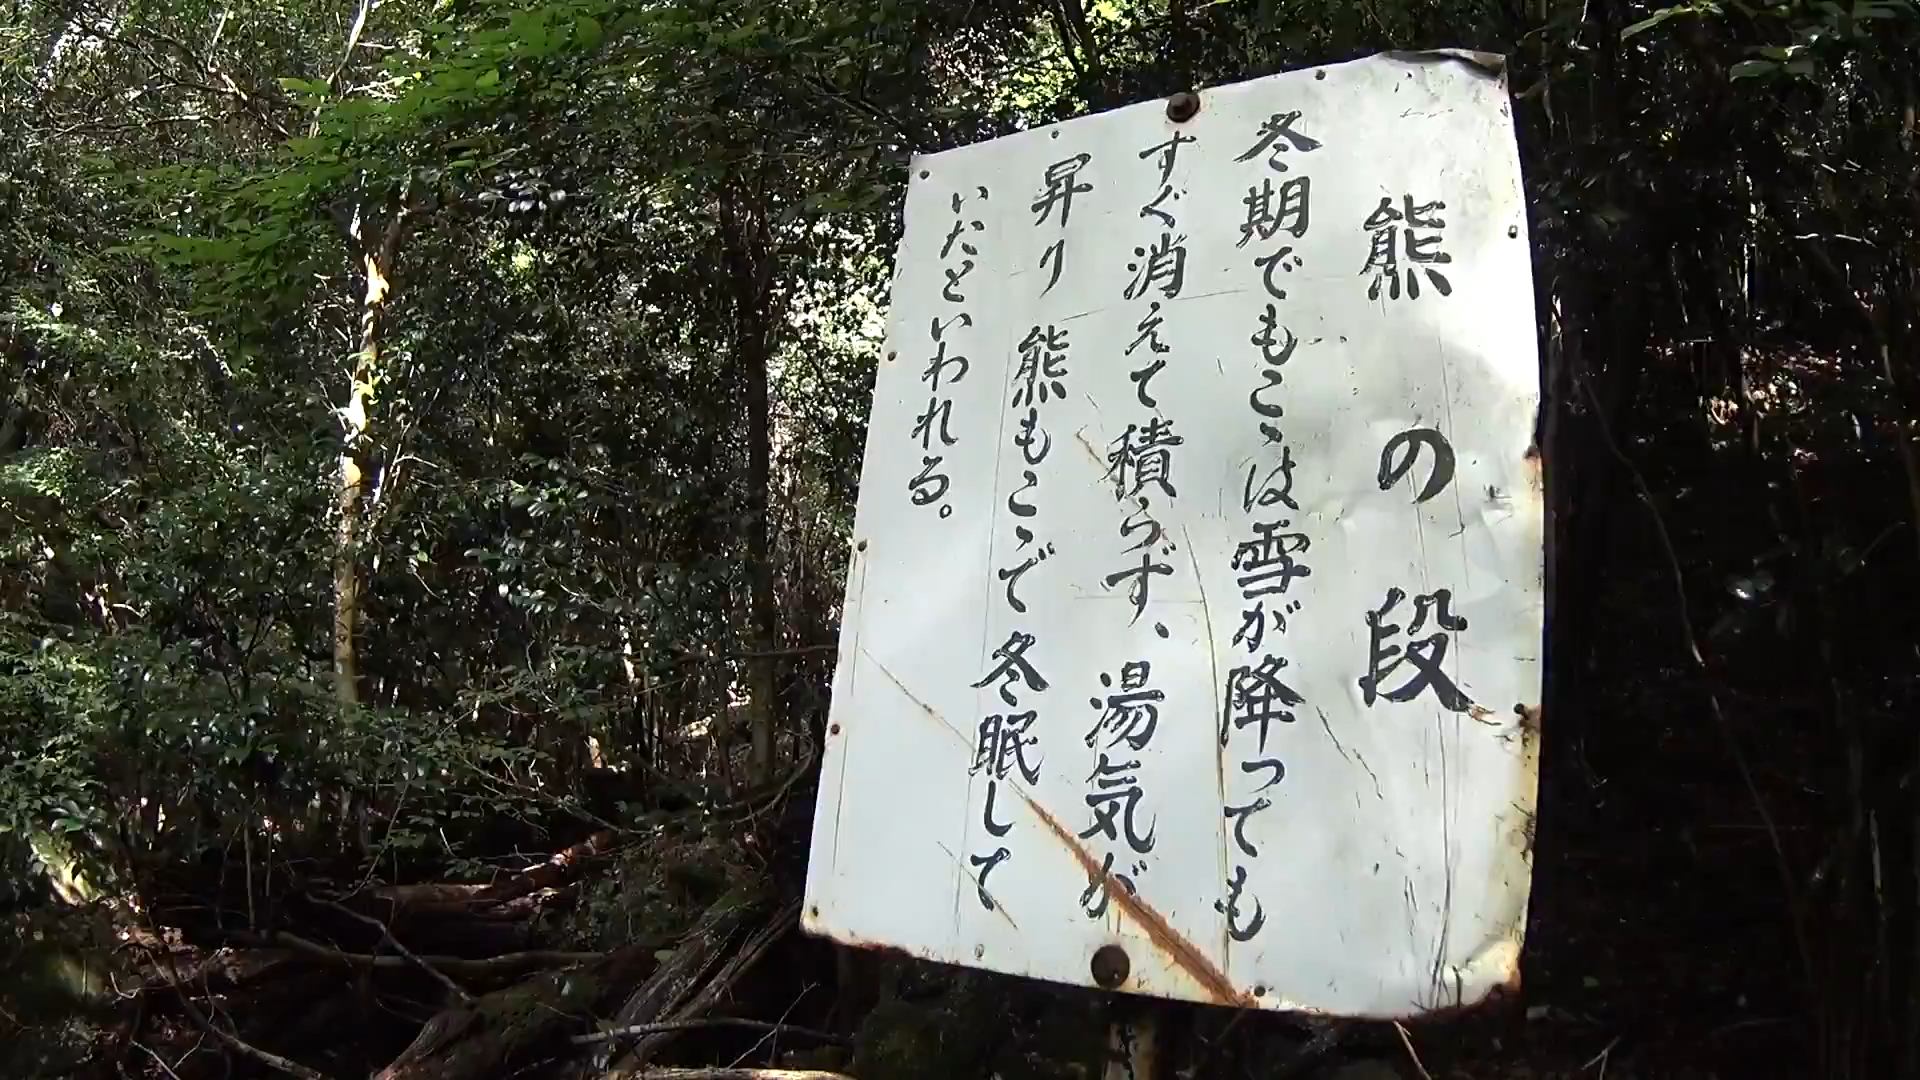 熊の段
冬期でもこゝは雪が降っても
すぐ消えて積らず、湯気が
昇り 熊もこゝで冬眠して
いたといわれる。